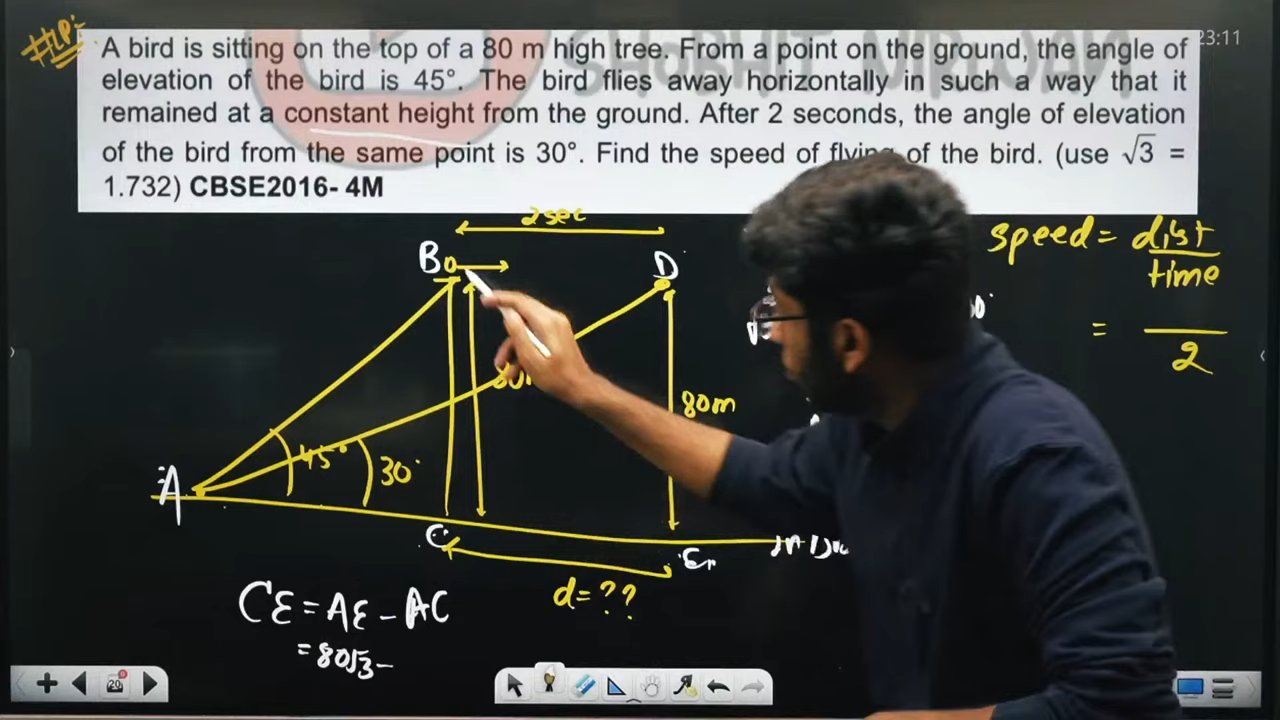 #LP:
A bird is sitting on the top of a 80 m high tree. From a point on the ground, the angle of
elevation of the bird is 45°. The bird flies away horizontally in such a way that it
remained at a constant height from the ground. After 2 seconds, the angle of elevation
of the bird from the same point is 30°. Find the speed of flying of the bird. (use √3 =
1.732) CBSE2016- 4M
23:11
2sec
speed = dist/time
= /2
B
D
80m
45°
30°
A
C
E
d=??
CE = AE - AC
= 80√3 -
20